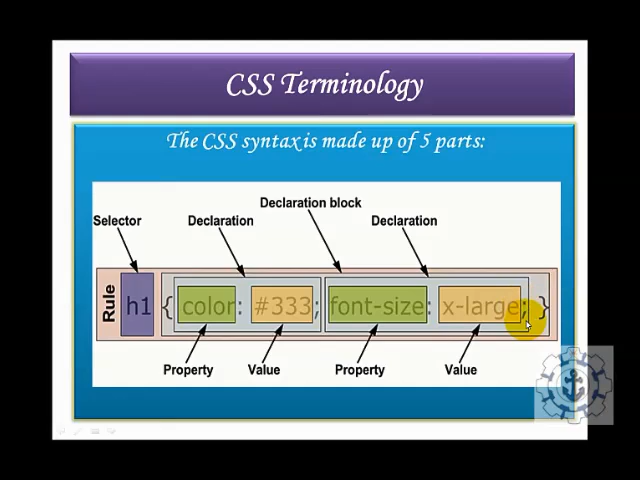 CSS Terminology
The CSS syntax is made up of 5 parts:
Declaration block
Selector Declaration Declaration
Rule h1 { color: #333; font-size: x-large; }
Property Value Property Value